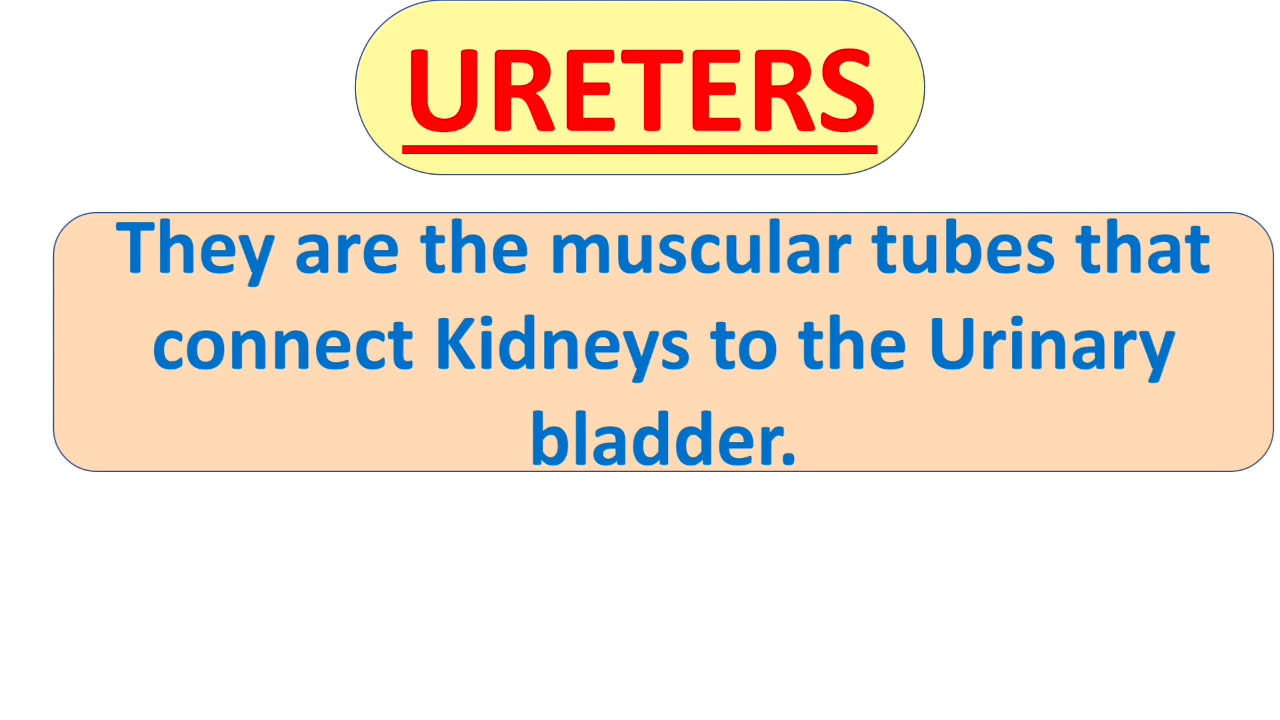 URETERS
They are the muscular tubes that
connect Kidneys to the Urinary
bladder.